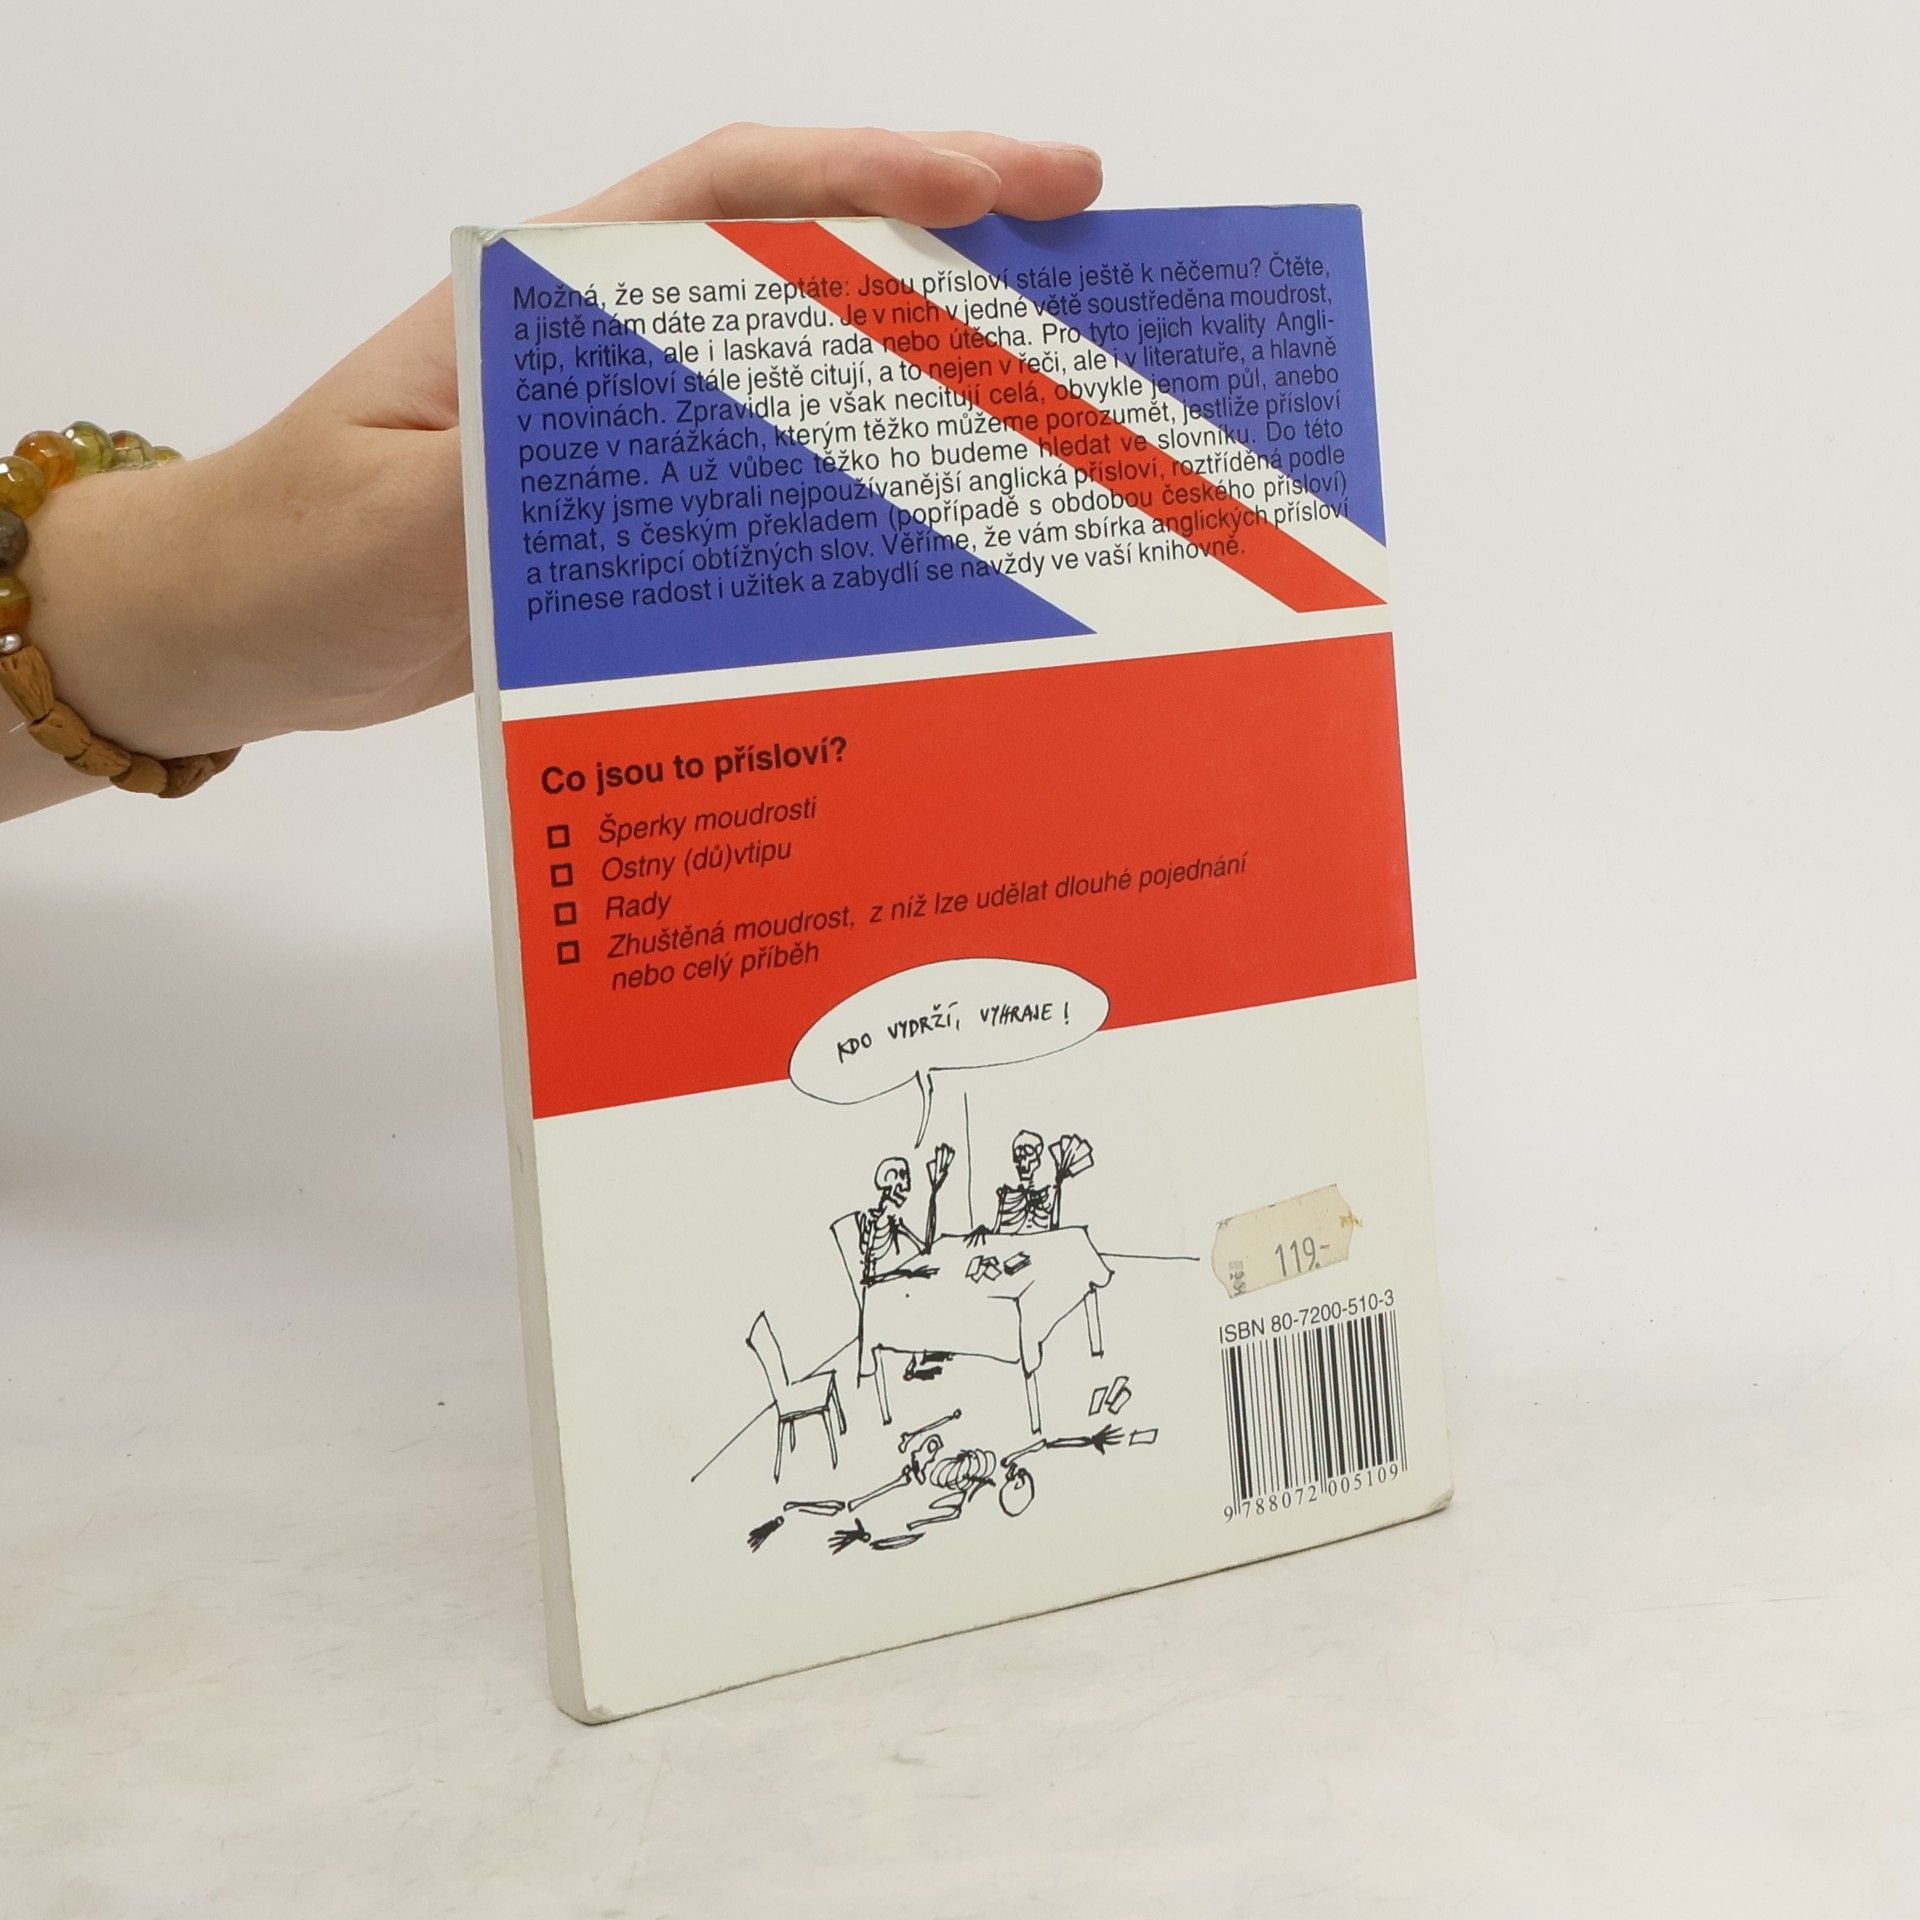 Možná, že se sami zeptáte: Jsou přísloví stále ještě k něčemu? Čtěte,
a jistě nám dáte za pravdu. Je v nich v jedné větě soustředěna moudrost,
vtip, kritika, ale i laskavá rada nebo útěcha. Pro tyto jejich kvality Angli-
čané přísloví stále ještě citují, a to nejen v řeči, ale i v literatuře, a hlavně
v novinách. Zpravidla je však necitují celá, obvykle jenom půl, anebo
pouze v narážkách, kterým těžko můžeme porozumět, jestliže přísloví
neznáme. A už vůbec těžko ho budeme hledat ve slovníku. Do této
knížky jsme vybrali nejpoužívanější anglická přísloví, roztříděná podle
témat, s českým překladem (popřípadě s obdobou českého přísloví)
a transkripcí obtížných slov. Věříme, že vám sbírka anglických přísloví
přinese radost i užitek a zabydlí se navždy ve vaší knihovně.
Co jsou to přísloví?
Šperky moudrosti
Ostny (dů)vtipu
Rady
Zhuštěná moudrost, z níž lze udělat dlouhé pojednání
nebo celý příběh
KDO VYDRŽÍ, VYHRAJE!
119,-
ISBN 80-7200-510-3
9 788072 005109